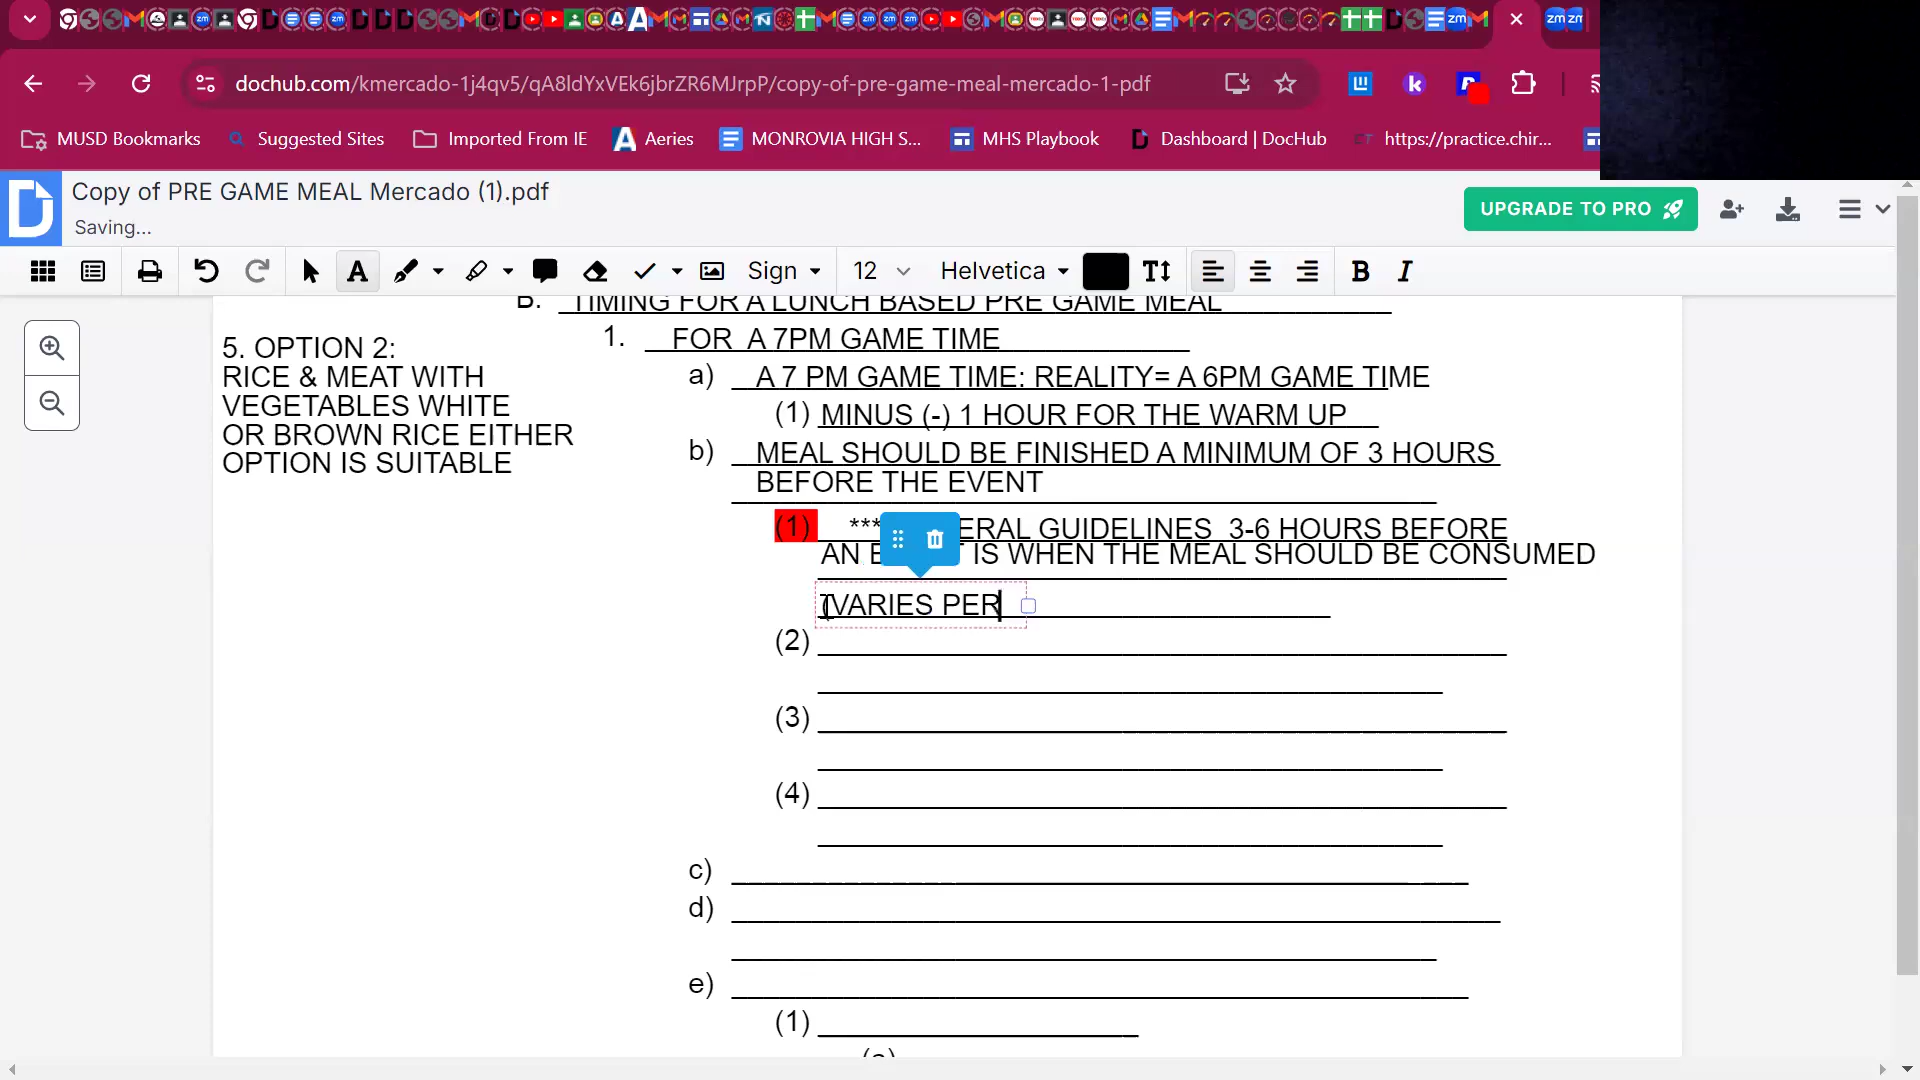 dochub.com/kmercado-1j4qv5/qA8ldYxVEk6jbrZR6MJrpP/copy-of-pre-game-meal-mercado-1-pdf
MUSD Bookmarks Suggested Sites Imported From IE Aeries MONROVIA HIGH S... MHS Playbook Dashboard | DocHub https://practice.chir...
Copy of PRE GAME MEAL Mercado (1).pdf
Saving...
UPGRADE TO PRO
Sign 12 Helvetica B I
B. TIMING FOR A LUNCH BASED PRE GAME MEAL
5. OPTION 2:
RICE & MEAT WITH
VEGETABLES WHITE
OR BROWN RICE EITHER
OPTION IS SUITABLE
1. FOR A 7PM GAME TIME
a) A 7 PM GAME TIME: REALITY= A 6PM GAME TIME
(1) MINUS (-) 1 HOUR FOR THE WARM UP
b) MEAL SHOULD BE FINISHED A MINIMUM OF 3 HOURS
BEFORE THE EVENT
(1) *** ERAL GUIDELINES 3-6 HOURS BEFORE
AN IS WHEN THE MEAL SHOULD BE CONSUMED
(VARIES PER
(2)
(3)
(4)
c)
d)
e)
(1)